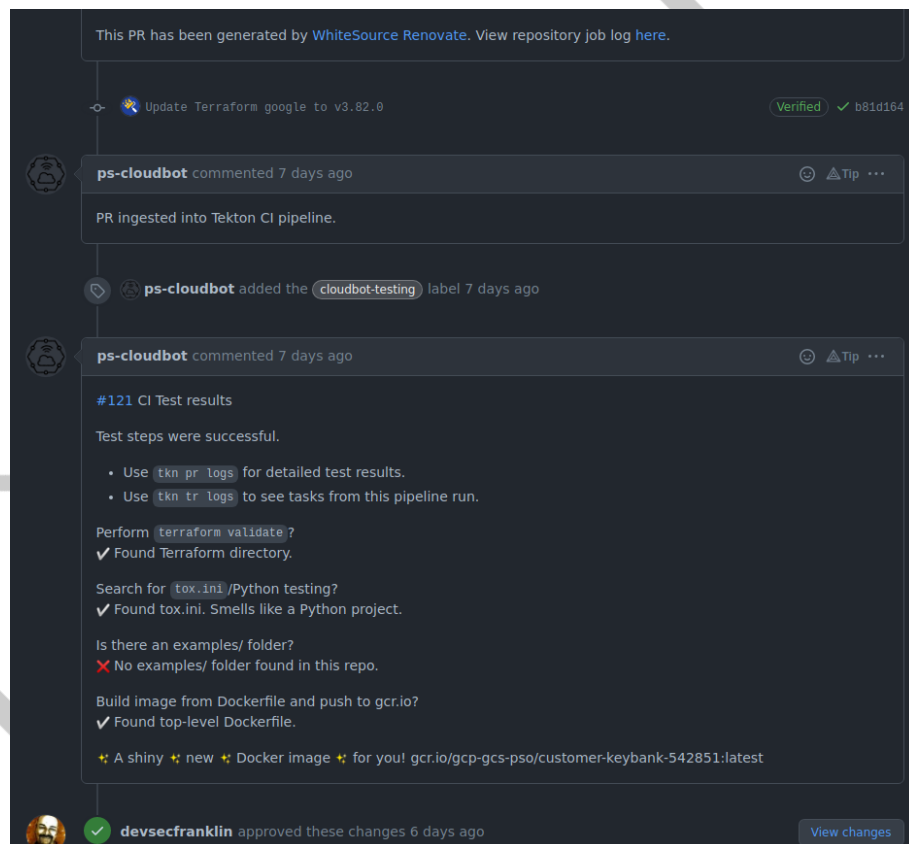 This PR has been generated by WhiteSource Renovate. View repository job log here.
Update Terraform google to v3.82.0
Verified b81d164
ps-cloudbot commented 7 days ago
Tip
PR ingested into Tekton CI pipeline.
ps-cloudbot added the cloudbot-testing label 7 days ago
ps-cloudbot commented 7 days ago
Tip
#121 CI Test results
Test steps were successful.
• Use tkn pr logs for detailed test results.
• Use tkn tr logs to see tasks from this pipeline run.
Perform terraform validate?
✔ Found Terraform directory.
Search for tox.ini/Python testing?
✔ Found tox.ini. Smells like a Python project.
Is there an examples/ folder?
❌ No examples/ folder found in this repo.
Build image from Dockerfile and push to gcr.io?
✔ Found top-level Dockerfile.
✨ A shiny ✨ new ✨ Docker image ✨ for you! gcr.io/gcp-gcs-pso/customer-keybank-542851:latest
devsecfranklin approved these changes 6 days ago
View changes